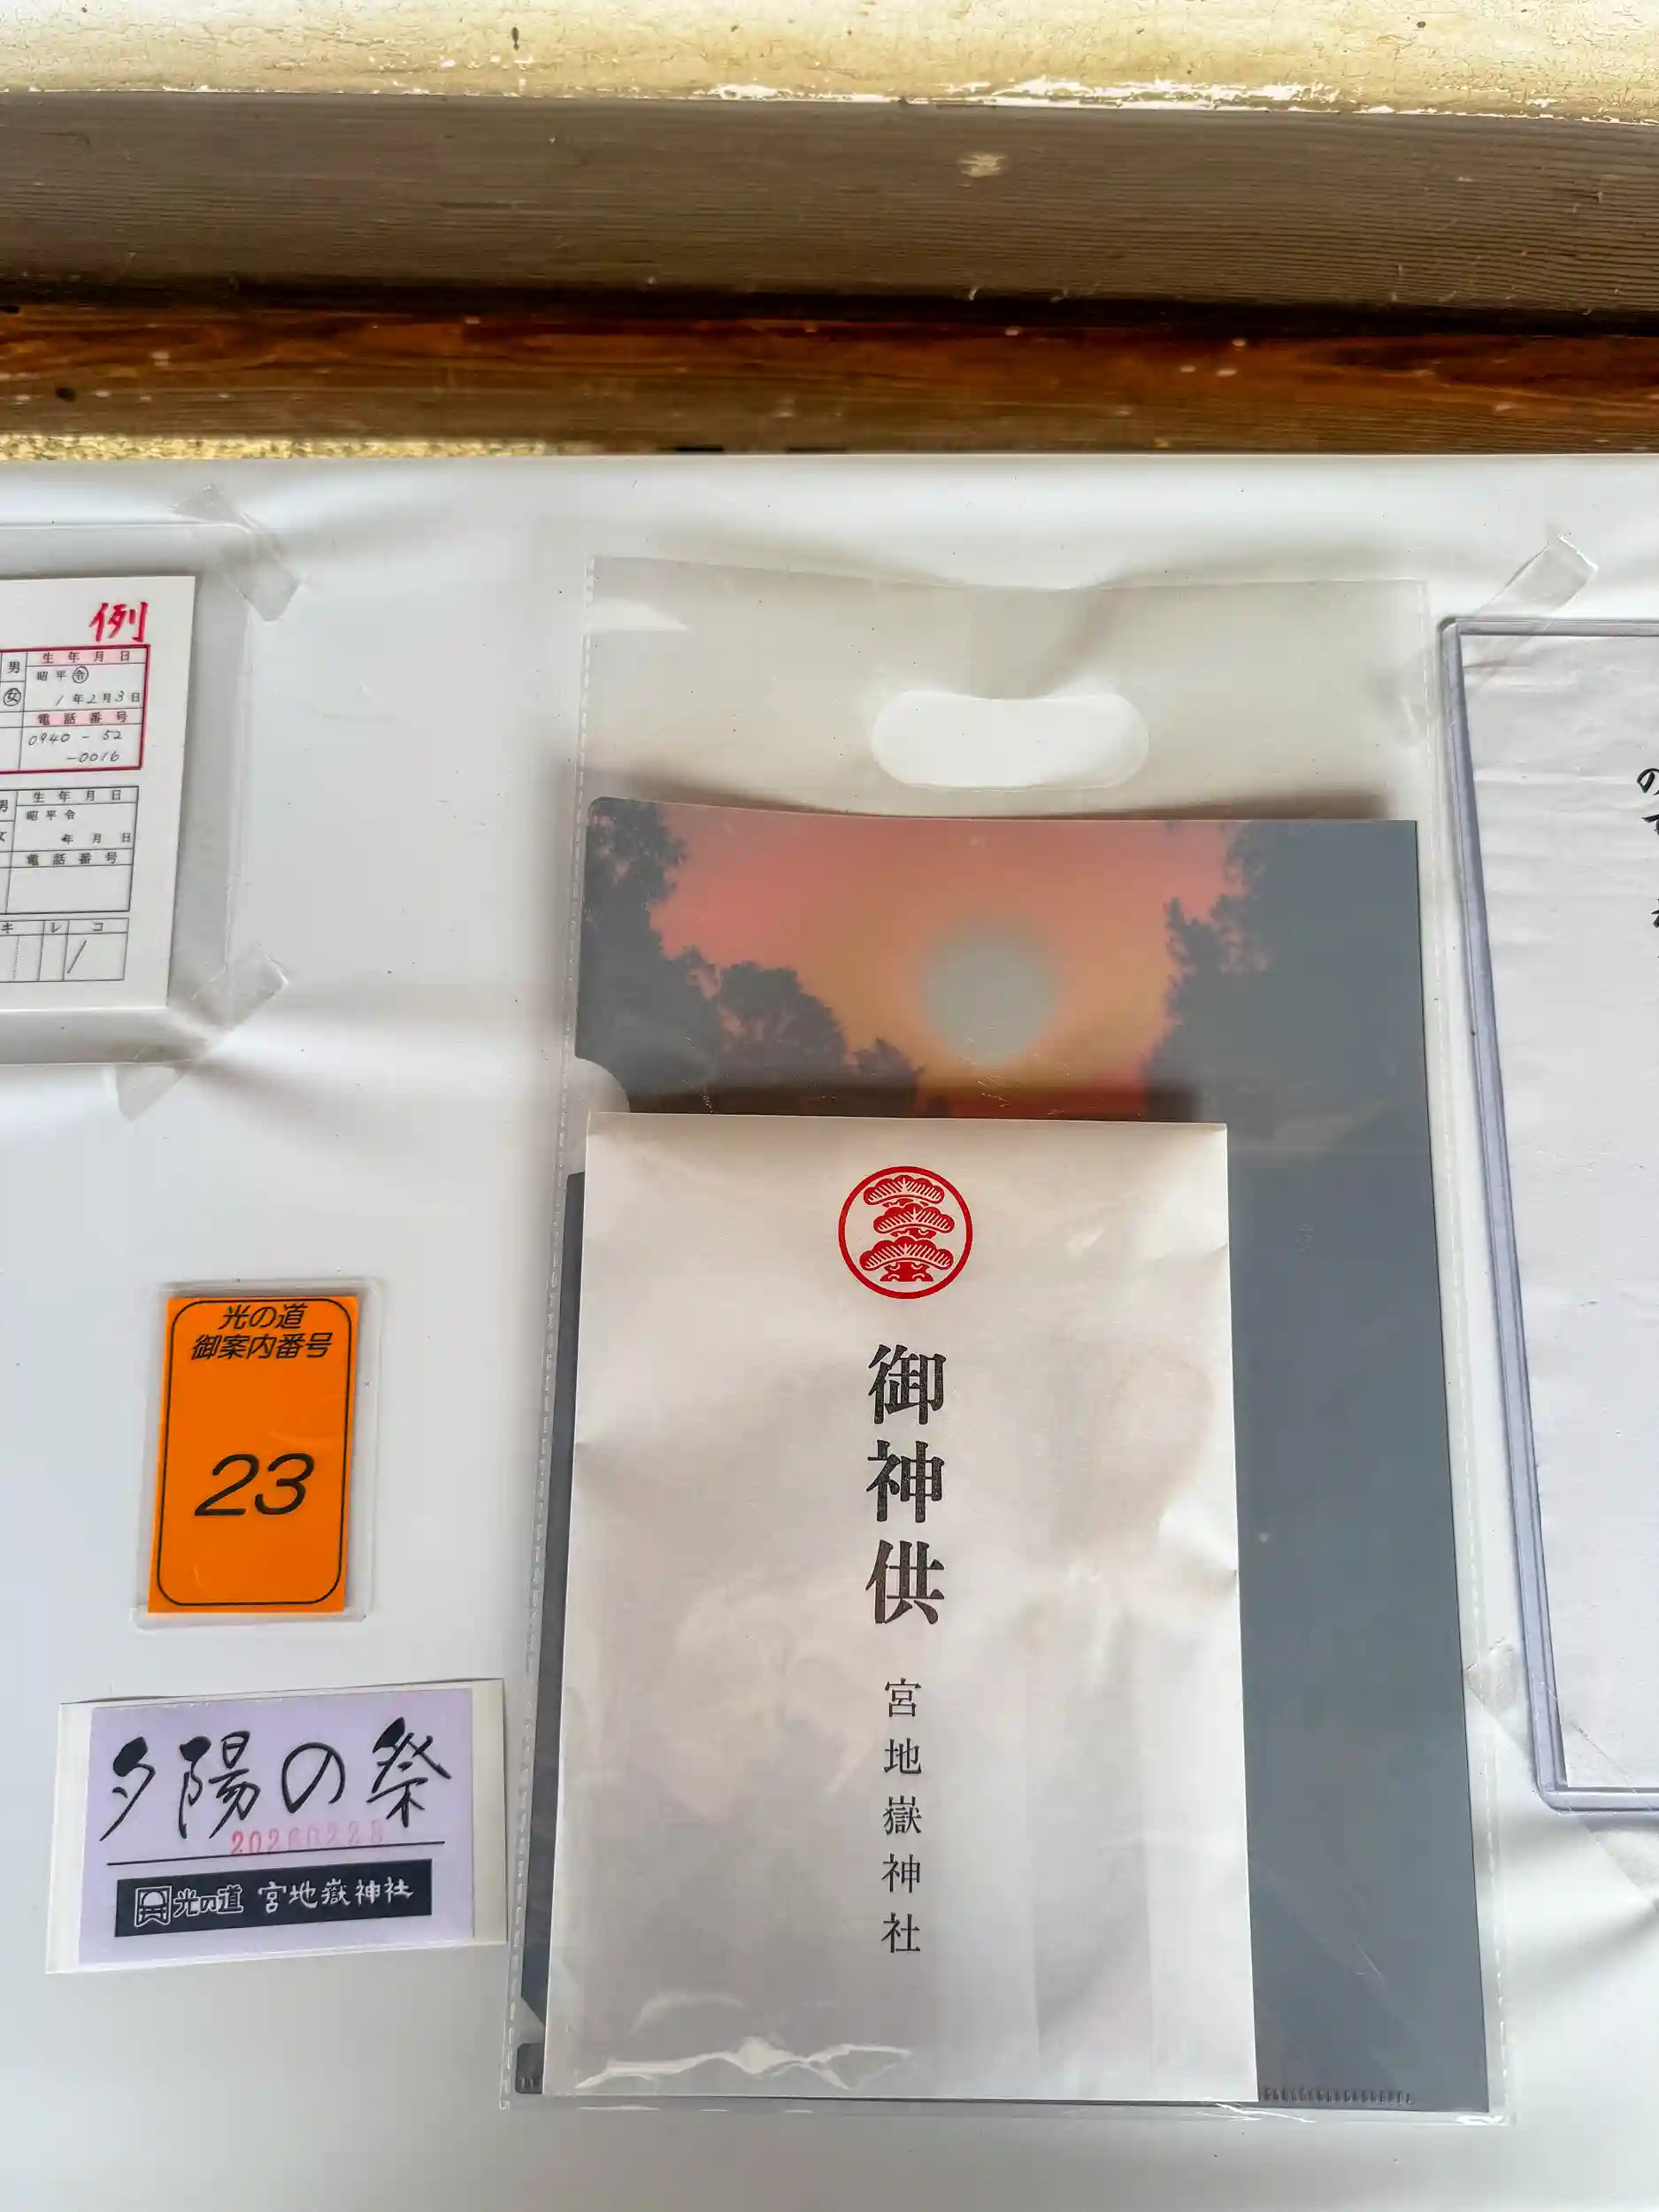 例
男 生年月日
昭平令
女 1年2月3日
電話番号
0940-52
-0016
男 生年月日
昭平令
女 年月日
電話番号
キ レ コ
光の道
御案内番号
23
夕陽の祭
光の道 宮地嶽神社
御神供
宮地嶽神社
の